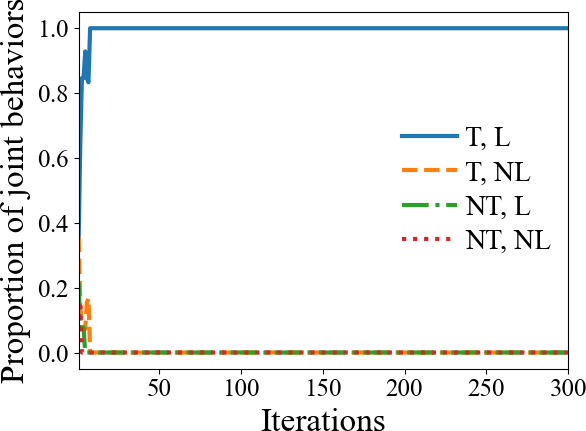 Proportion of joint behaviors
1.0
0.8
0.6
0.4
0.2
0.0
T, L
T, NL
NT, L
NT, NL
50 100 150 200 250 300
Iterations